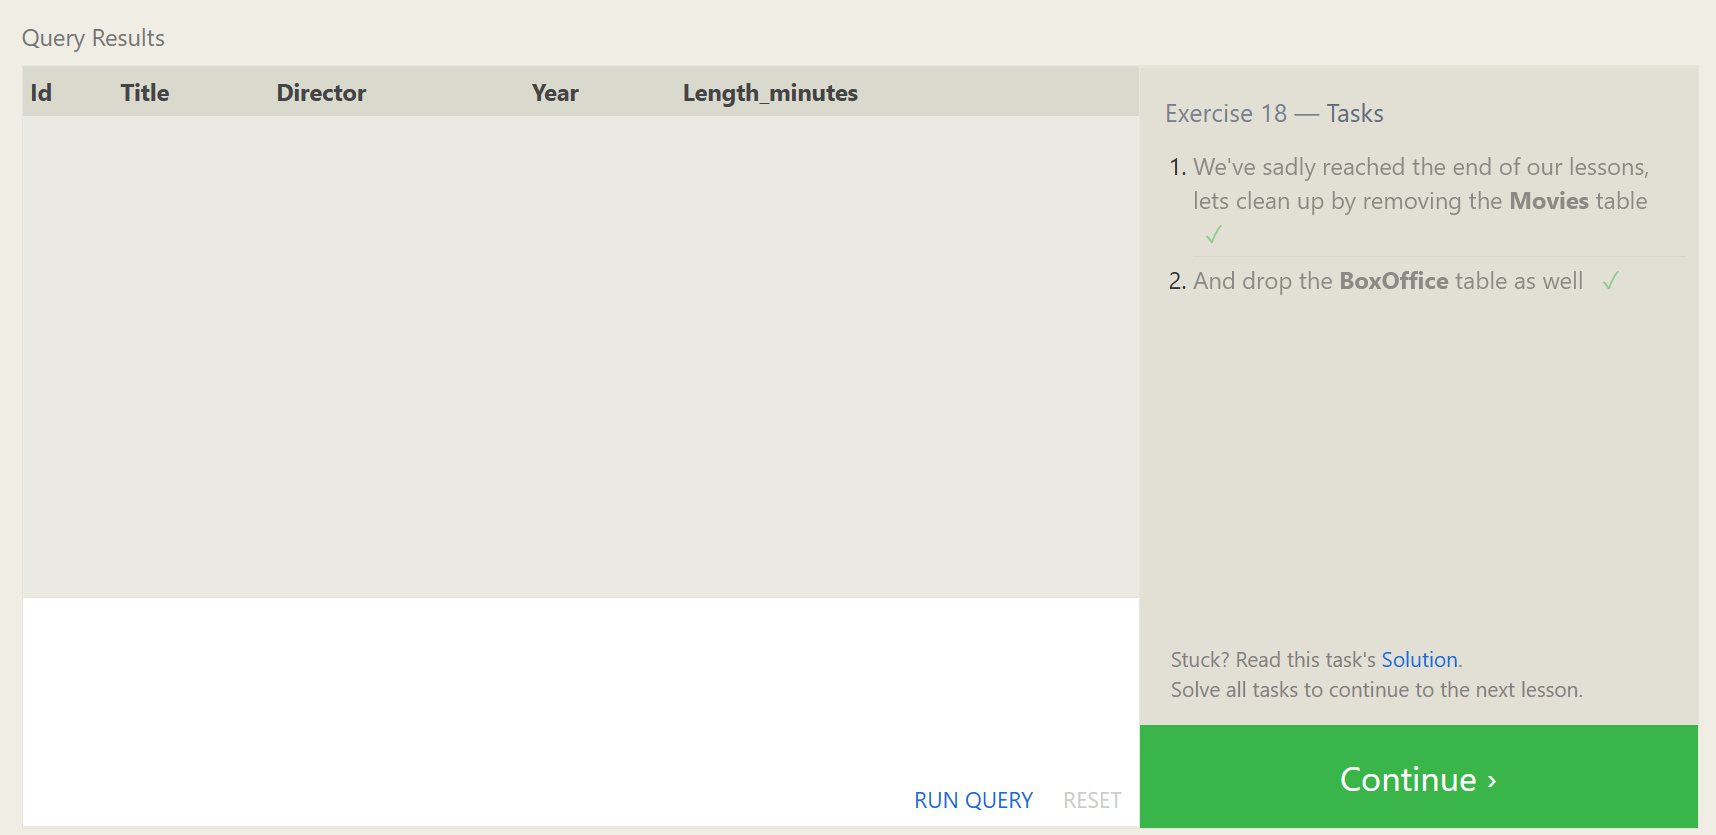 Query Results
Id Title Director Year Length_minutes
Exercise 18 — Tasks
1. We've sadly reached the end of our lessons,
lets clean up by removing the Movies table
✓
2. And drop the BoxOffice table as well ✓
Stuck? Read this task's Solution.
Solve all tasks to continue to the next lesson.
RUN QUERY RESET
Continue ›